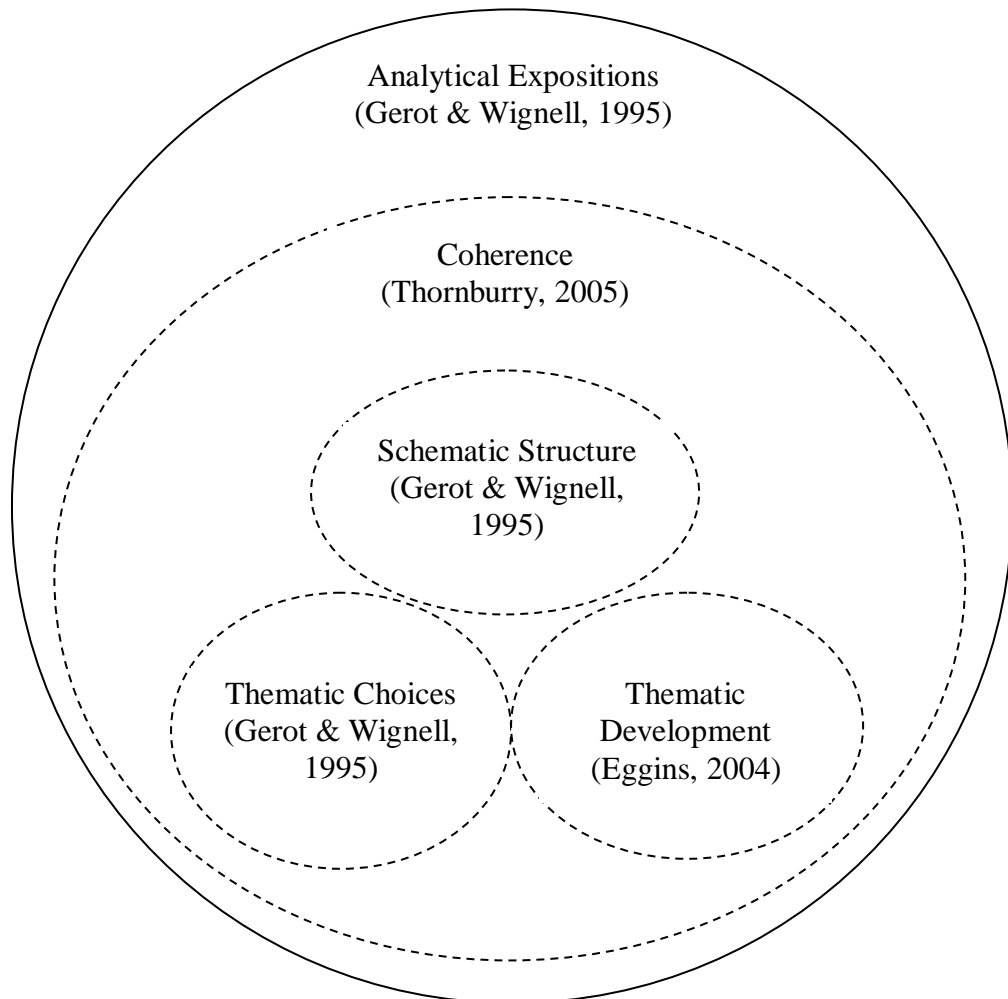 Analytical Expositions
(Gerot & Wignell, 1995)
Coherence
(Thornburry, 2005)
Schematic Structure
(Gerot & Wignell,
1995)
Thematic Choices
(Gerot & Wignell,
1995)
Thematic
Development
(Eggins, 2004)